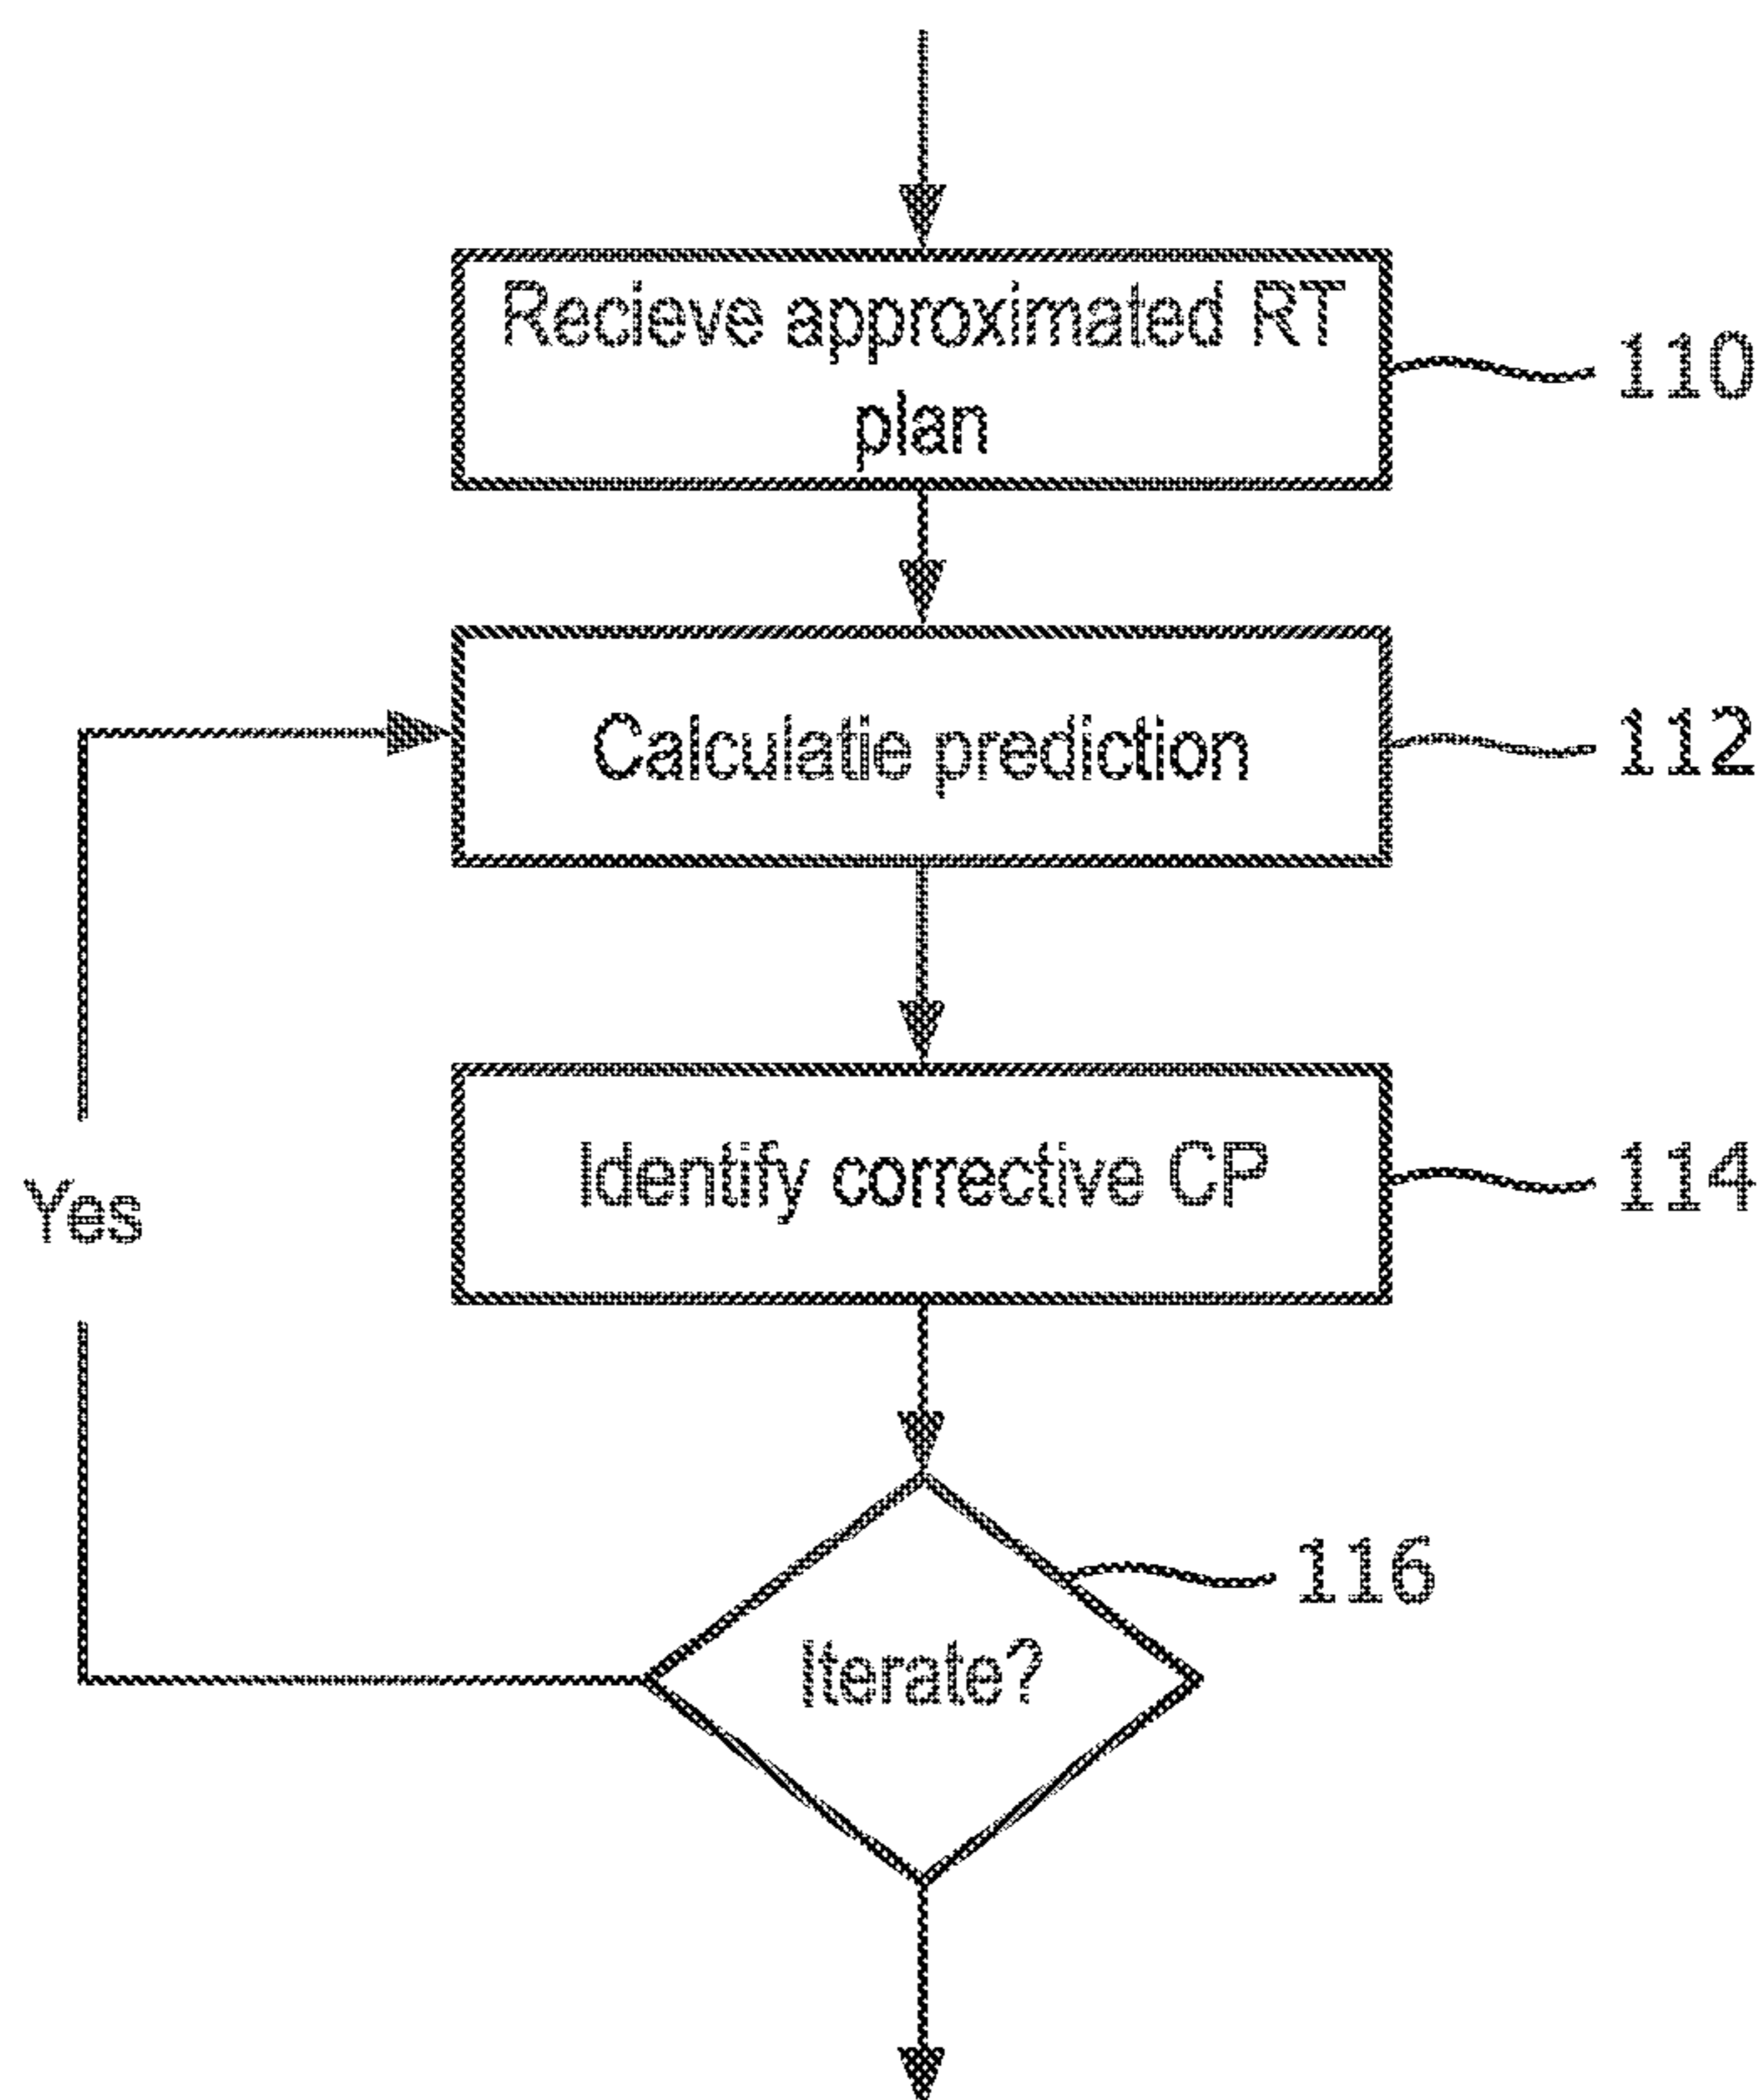 Recieve approximated RT
plan
110
Calculatie prediction
112
Identify corrective CP
114
Yes
116
Iterate?